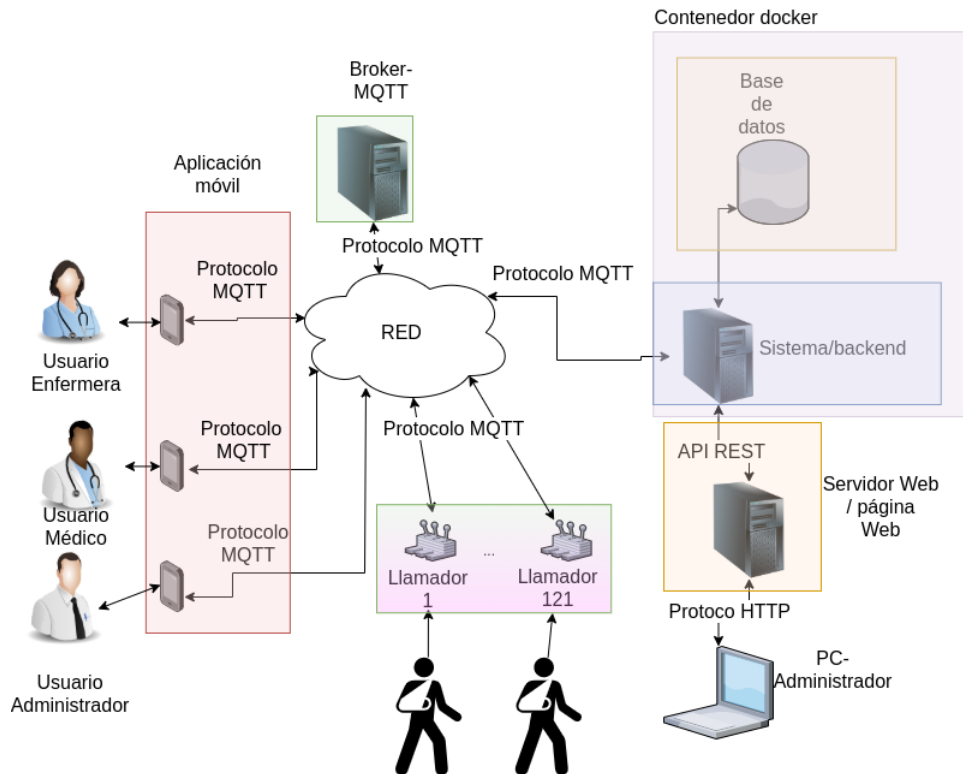 Contenedor docker
Broker-
MQTT
Base
de
datos
Aplicación
móvil
Protocolo MQTT
Protocolo MQTT
Protocolo
MQTT
RED
Sistema/backend
Usuario
Enfermera
Protocolo
MQTT
Protocolo MQTT
API REST
Servidor Web
/ página
Web
Usuario
Médico
Protocolo
MQTT
...
Llamador
1
Llamador
121
Protoco HTTP
PC-
Administrador
Usuario
Administrador